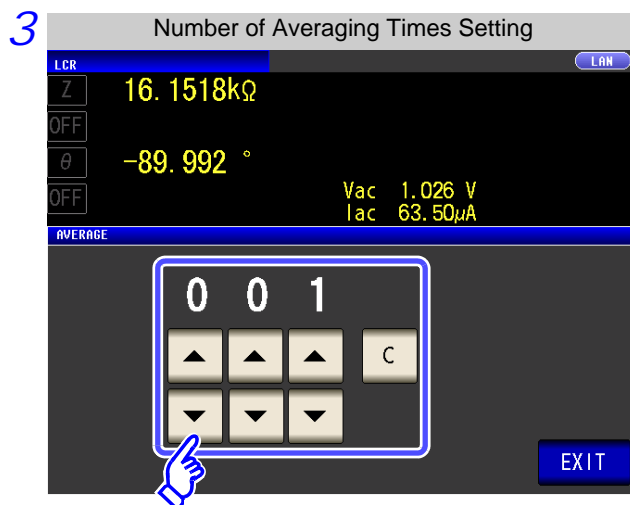 3
Number of Averaging Times Setting
LCR
LAN
Z 16.1518kΩ
OFF
θ -89.992 °
OFF
Vac 1.026 V
Iac 63.50μA
AVERAGE
0 0 1
▲ ▲ ▲ C
▼ ▼ ▼
EXIT